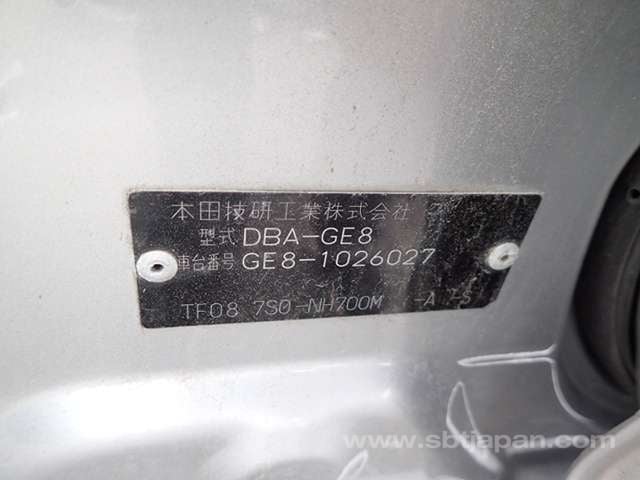 本田技研工業株式会社
型式 DBA-GE8
車台番号 GE8-1026027
TF08 7S0-NH700M -A -S
www.sbtjapan.com